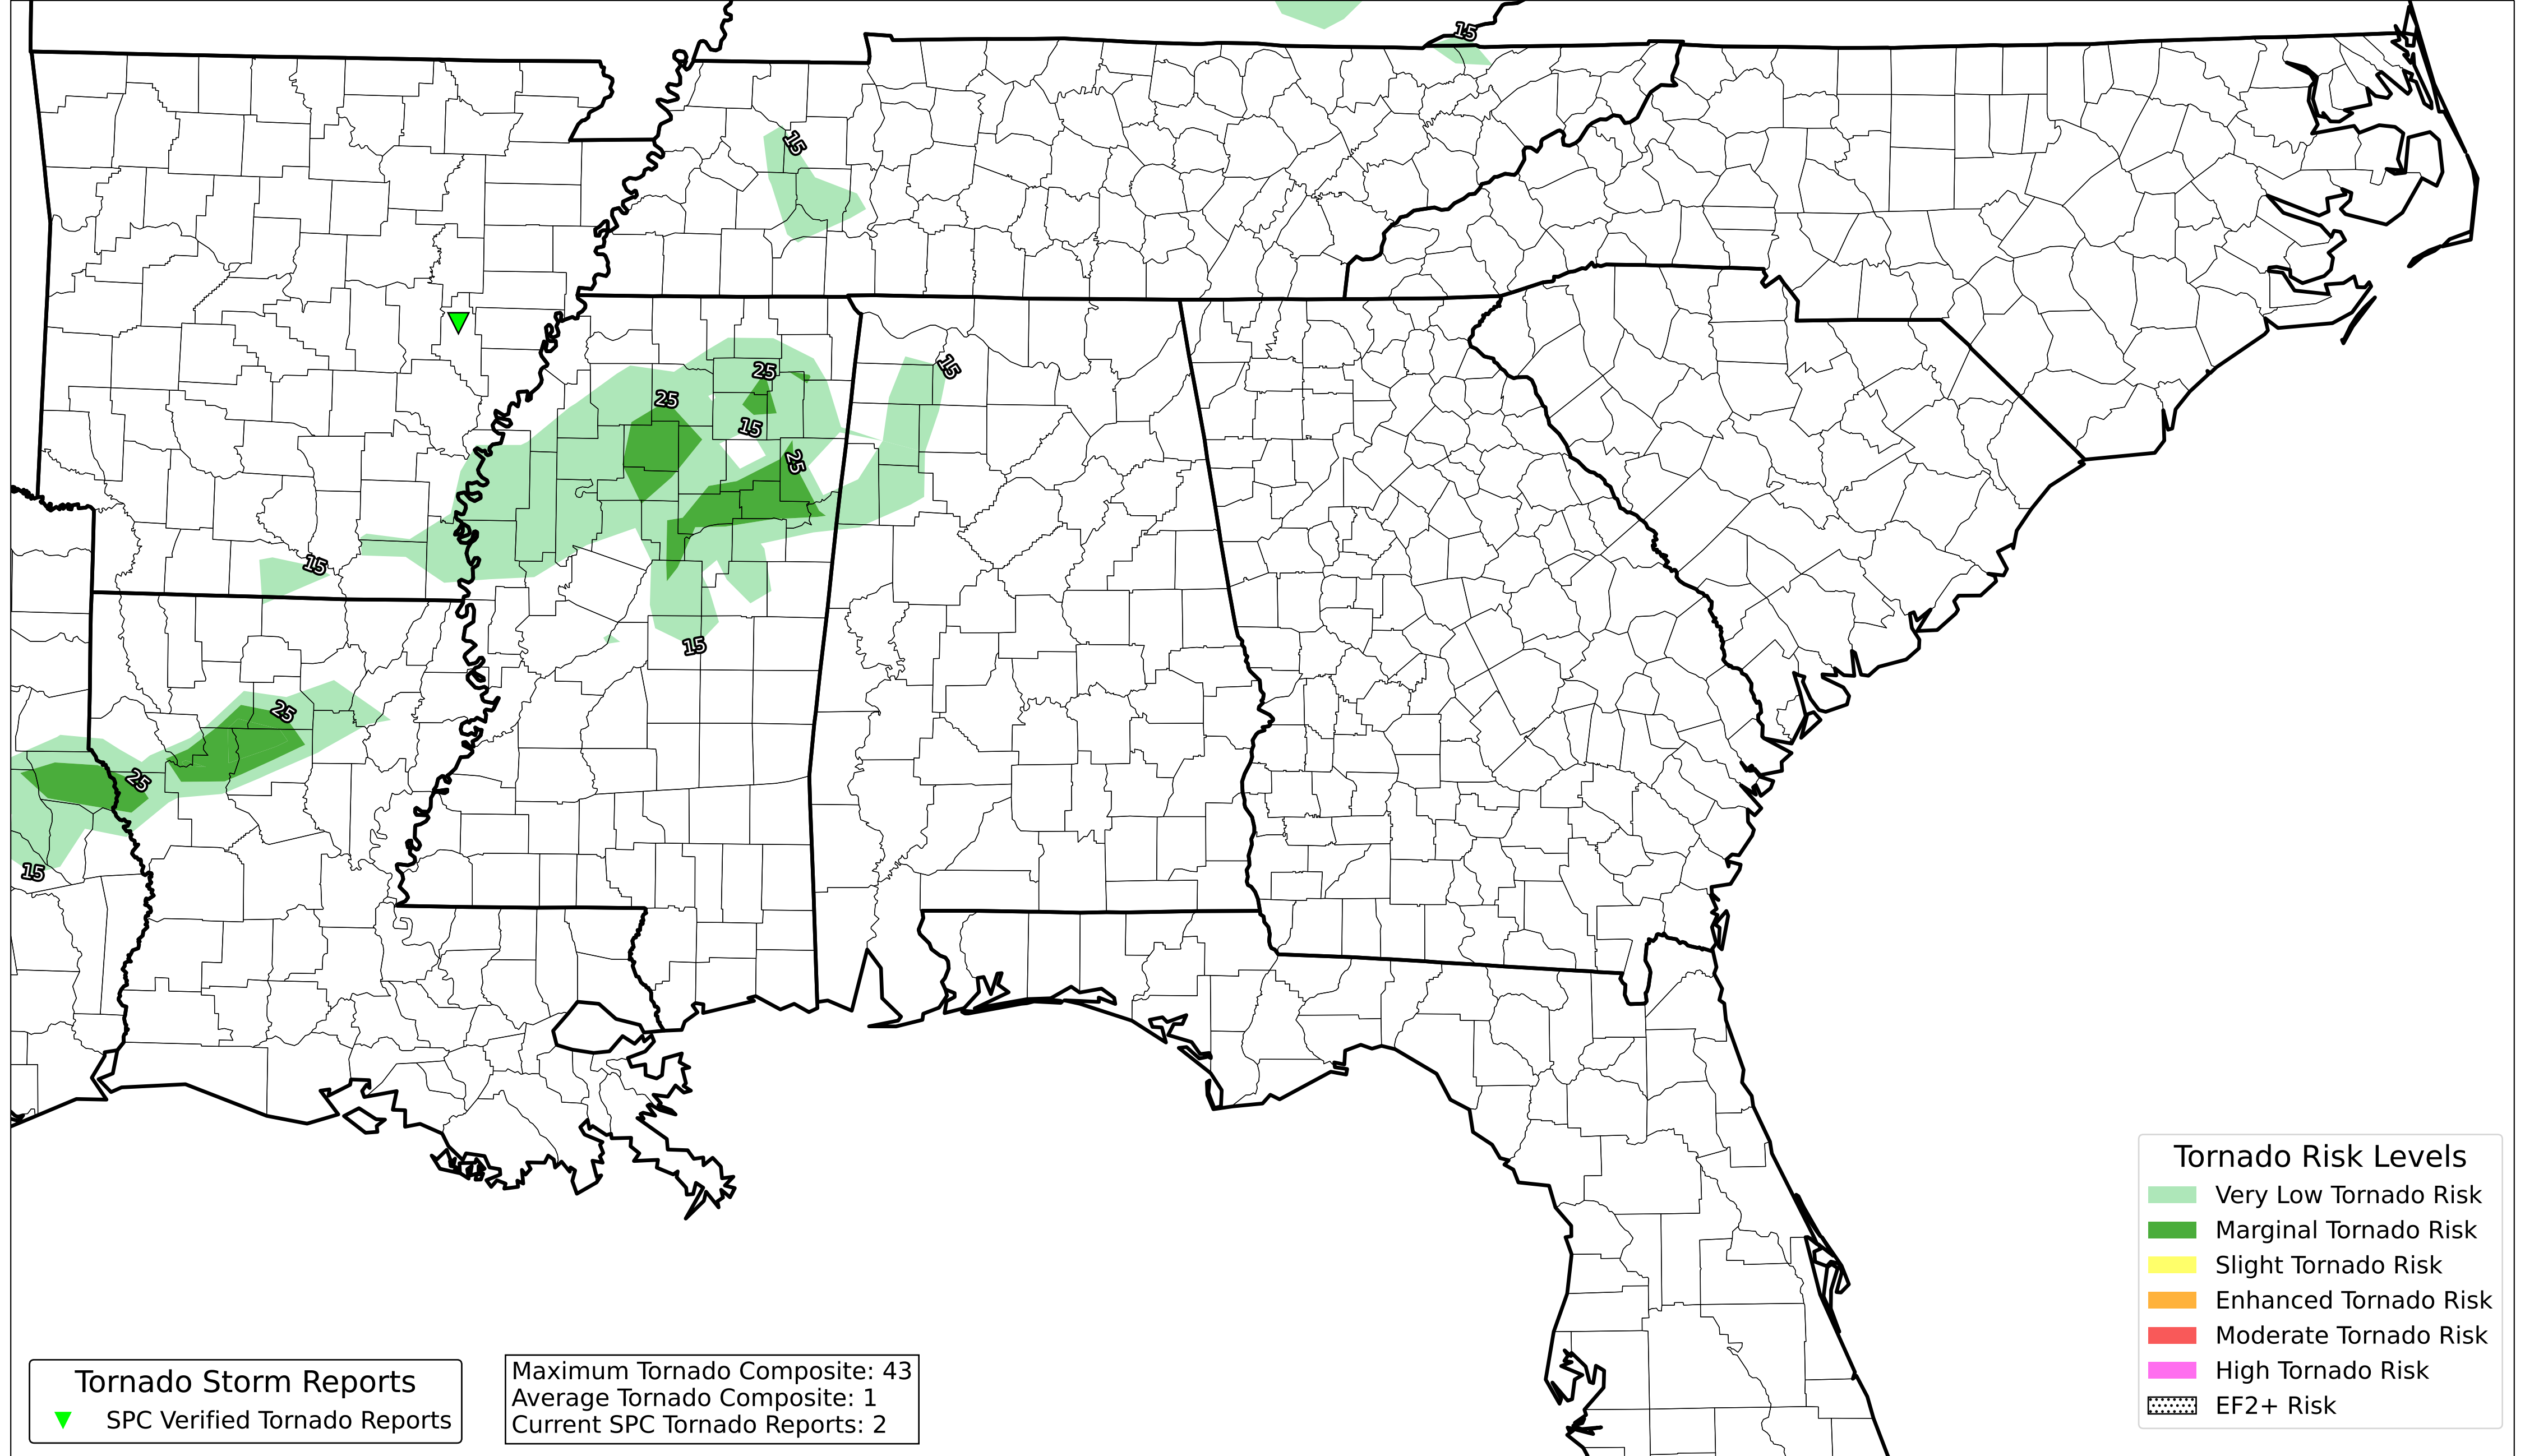 15
15
25
15
25
15
25
15
15
25
25
15
Tornado Risk Levels
Very Low Tornado Risk
Marginal Tornado Risk
Slight Tornado Risk
Enhanced Tornado Risk
Moderate Tornado Risk
High Tornado Risk
EF2+ Risk
Tornado Storm Reports
SPC Verified Tornado Reports
Maximum Tornado Composite: 43
Average Tornado Composite: 1
Current SPC Tornado Reports: 2